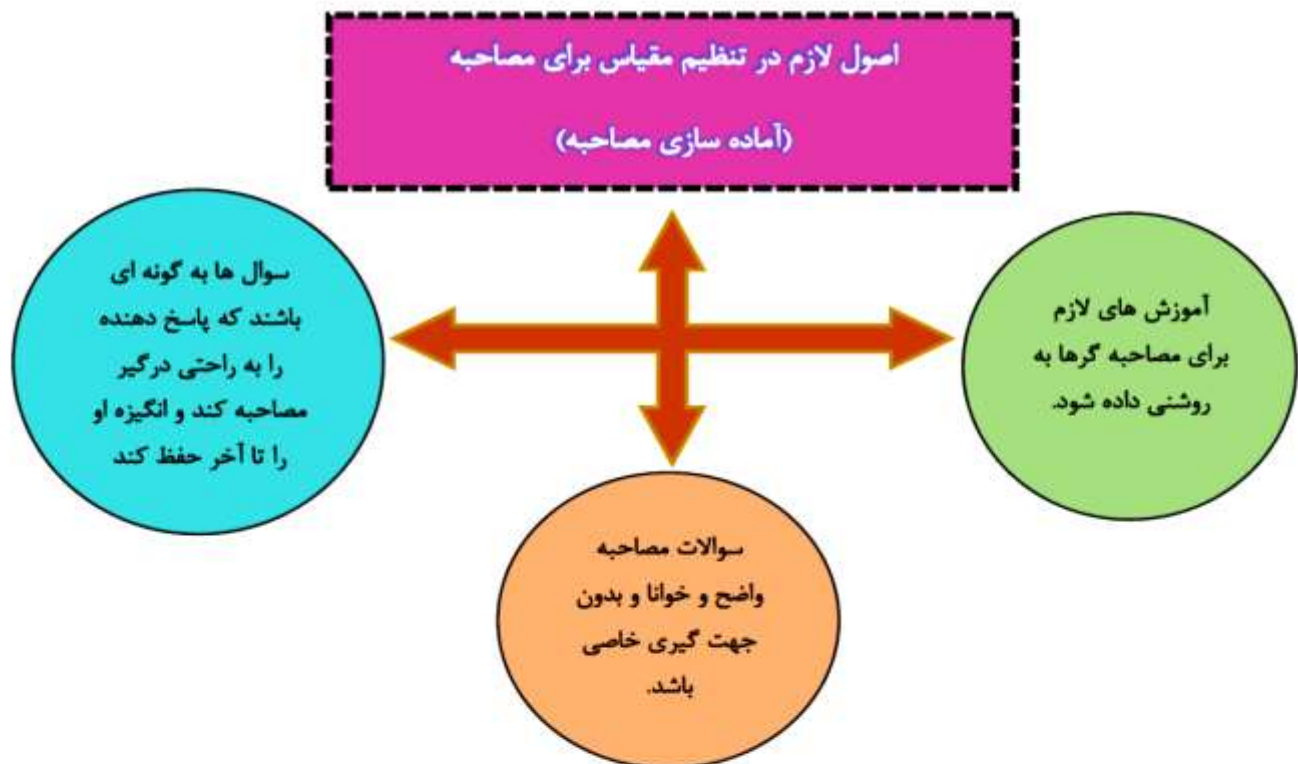 اصول لازم در تنظیم مقیاس برای مصاحبه
(آماده سازی مصاحبه)
آموزش های لازم
برای مصاحبه گرها به
روشنی داده شود.
سوالات مصاحبه
واضح و خوانا و بدون
جهت گیری خاصی
باشد.
سوال ها به گونه ای
باشند که پاسخ دهنده
را به راحتی درگیر
مصاحبه کند و انگیزه او
را تا آخر حفظ کند